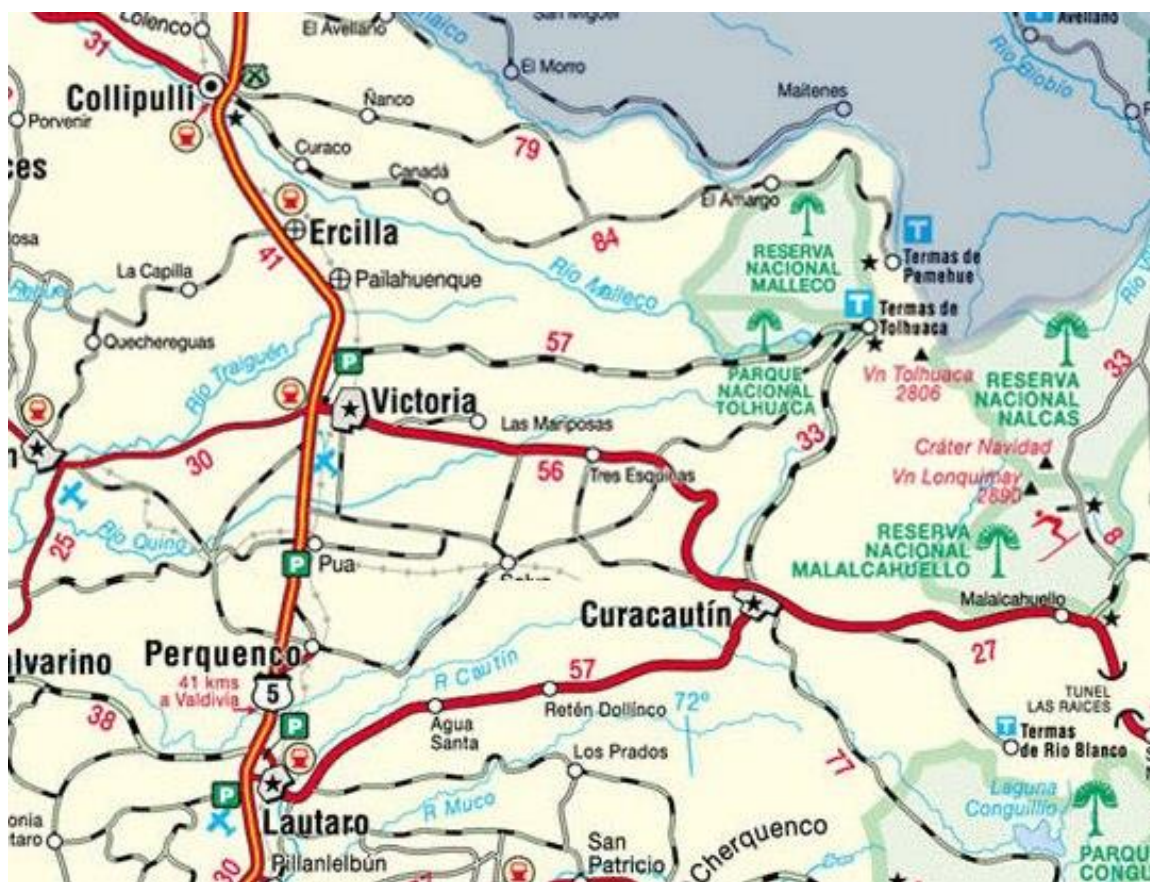 Lolenco
El Avellano
San Miguel
Avellano
31
El Morro
Río Biobío
Collipulli
Maitenes
Porvenir
Ñanco
79
Curaco
Canadá
El Amargo
84
Ercilla
RESERVA
NACIONAL
MALLECO
Termas de
Pemehue
41
La Capilla
Pailahuenque
Río Malleco
Termas de
Tolhuaca
Quechereguas
Río Traiguén
57
PARQUE
NACIONAL
TOLHUACA
Vn Tolhuaca
2806
RESERVA
NACIONAL
NALCAS
33
Victoria
Las Mariposas
33
Cráter Navidad
30
56
Tres Esquinas
Vn Lonquimay
2890
25
Río Quino
Pua
RESERVA
NACIONAL
MALALCAHUELLO
8
Curacautín
Malalcahuello
Perquenco
R Cautín
57
27
41 kms
a Valdivia
5
TUNEL
LAS RAICES
38
Agua
Santa
Retén Dollinco
72º
Termas
de Río Blanco
Los Prados
77
R Muco
Laguna
Conguillío
Lautaro
Cherquenco
San
Patricio
Pillanlelbún
30